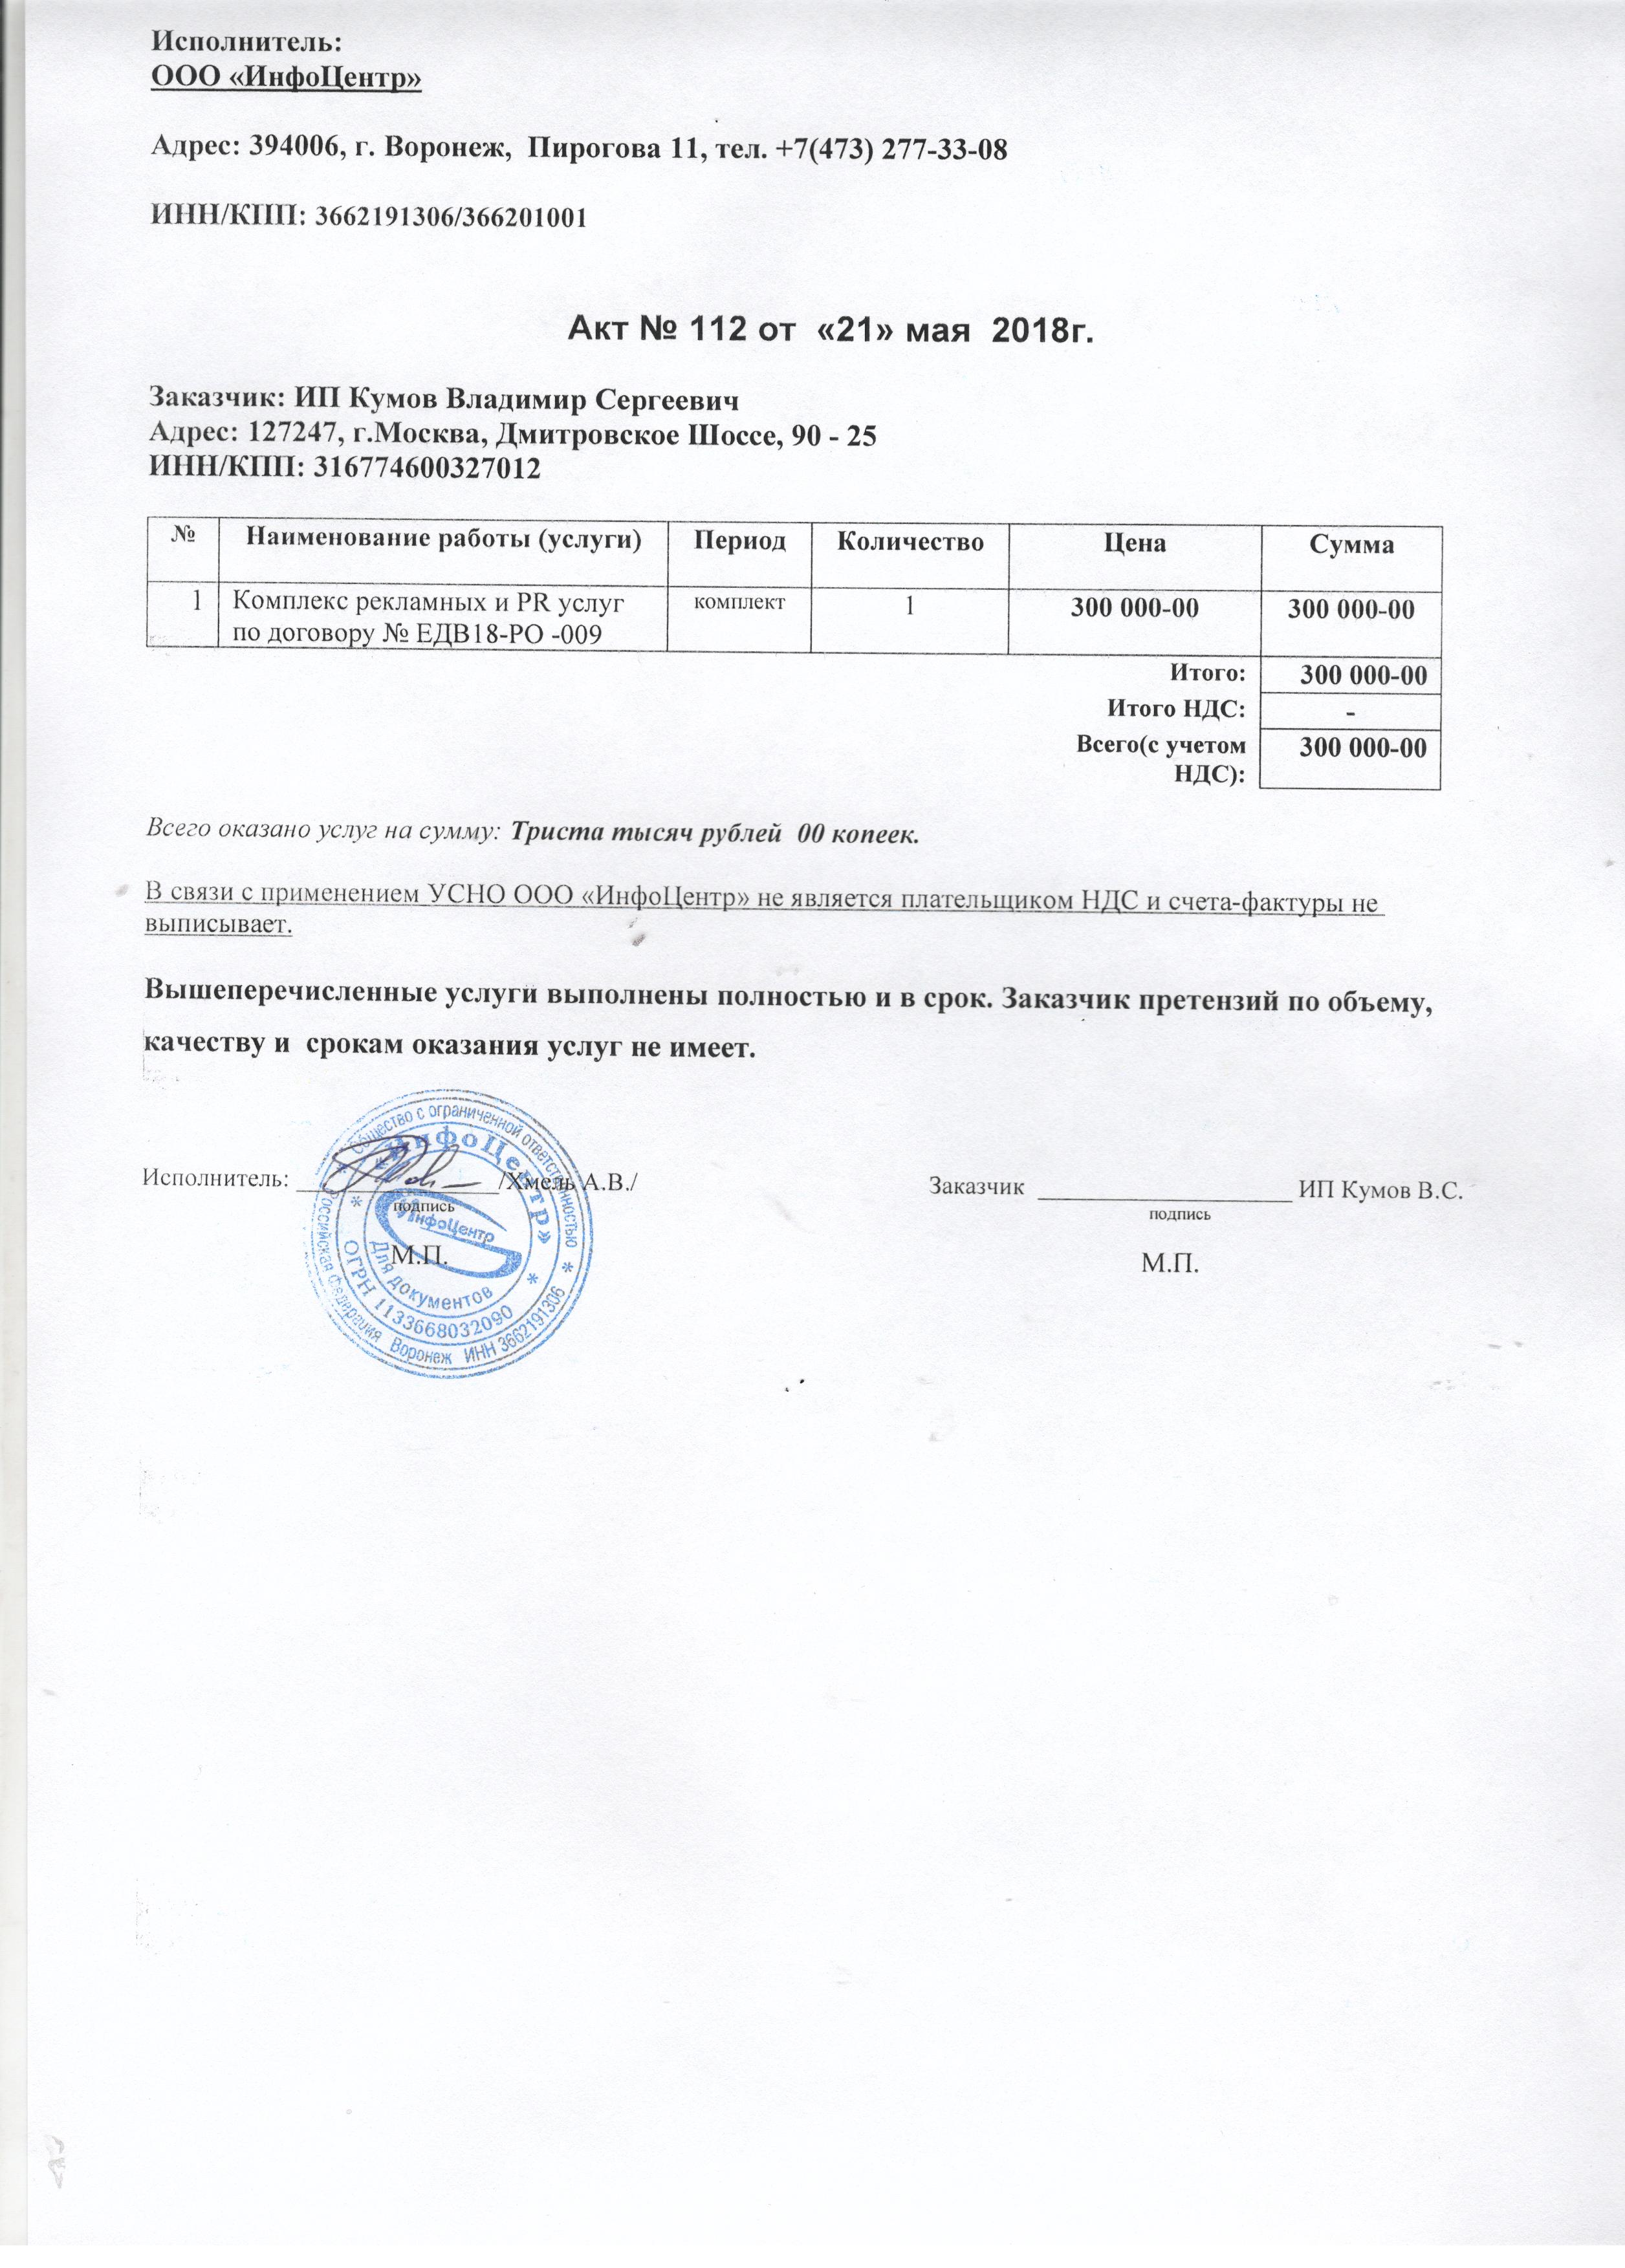 Исполнитель:
ООО «ИнфоЦентр»
Адрес: 394006, г. Воронеж, Пирогова 11, тел. +7(473) 277-33-08
ИНН/КПП: 3662191306/366201001
Акт № 112 от «21» мая 2018г.
Заказчик: ИП Кумов Владимир Сергеевич
Адрес: 127247, г.Москва, Дмитровское Шоссе, 90 - 25
ИНН/КПП: 316774600327012
№ Наименование работы (услуги) Период Количество Цена Сумма
1 Комплекс рекламных и PR услуг комплект 1 300 000-00 300 000-00
по договору № ЕДВ18-РО -009
Итого: 300 000-00
Итого НДС: -
Всего(с учетом 300 000-00
НДС):
Всего оказано услуг на сумму: Триста тысяч рублей 00 копеек.
В связи с применением УСНО ООО «ИнфоЦентр» не является плательщиком НДС и счета-фактуры не
выписывает.
Вышеперечисленные услуги выполнены полностью и в срок. Заказчик претензий по объему,
качеству и срокам оказания услуг не имеет.
Исполнитель: /Хмель А.В./ Заказчик ИП Кумов В.С.
подпись подпись
М.П. М.П.
Общество с ограниченной ответственностью
«ИнфоЦентр»
ИнфоЦентр
Для документов
ОГРН 1133668032090
Российская Федерация Воронеж ИНН 3662191306